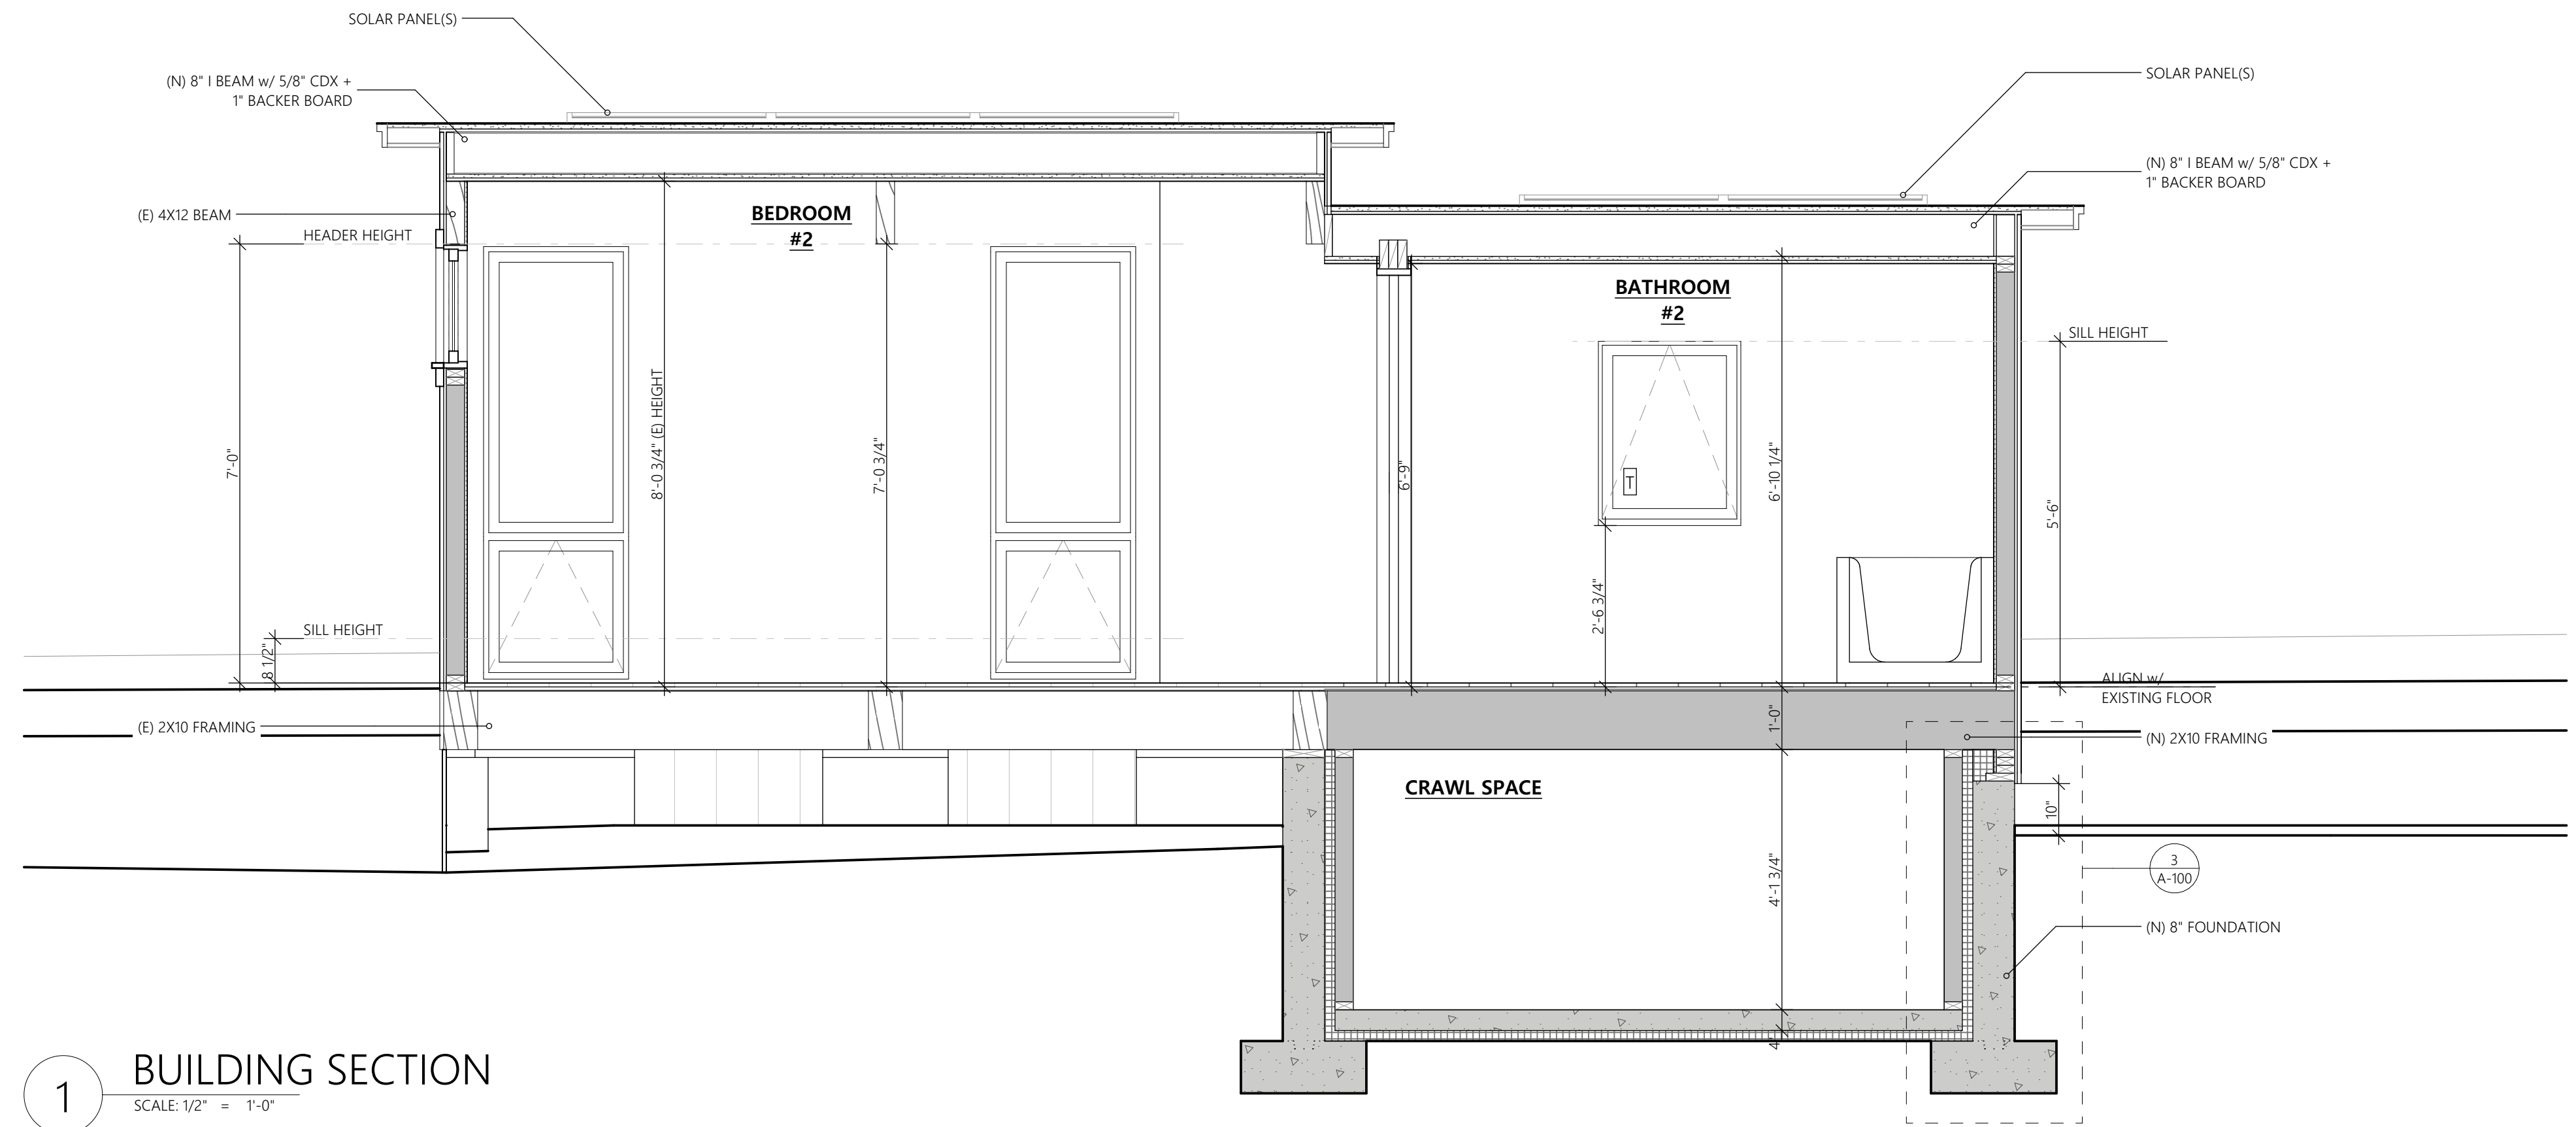 SOLAR PANEL(S)
(N) 8" I BEAM w/ 5/8" CDX +
1" BACKER BOARD
(E) 4X12 BEAM
HEADER HEIGHT
BEDROOM
#2
SOLAR PANEL(S)
(N) 8" I BEAM w/ 5/8" CDX +
1" BACKER BOARD
BATHROOM
#2
SILL HEIGHT
7'-0"
8'-0 3/4" (E) HEIGHT
7'-0 3/4"
6'-9"
T
6'-10 1/4"
5'-6"
2'-6 3/4"
SILL HEIGHT
8 1/2"
ALIGN w/
EXISTING FLOOR
(E) 2X10 FRAMING
1'-0"
(N) 2X10 FRAMING
CRAWL SPACE
10"
4'-1 3/4"
3
A-100
(N) 8" FOUNDATION
4"
1
BUILDING SECTION
SCALE: 1/2" = 1'-0"